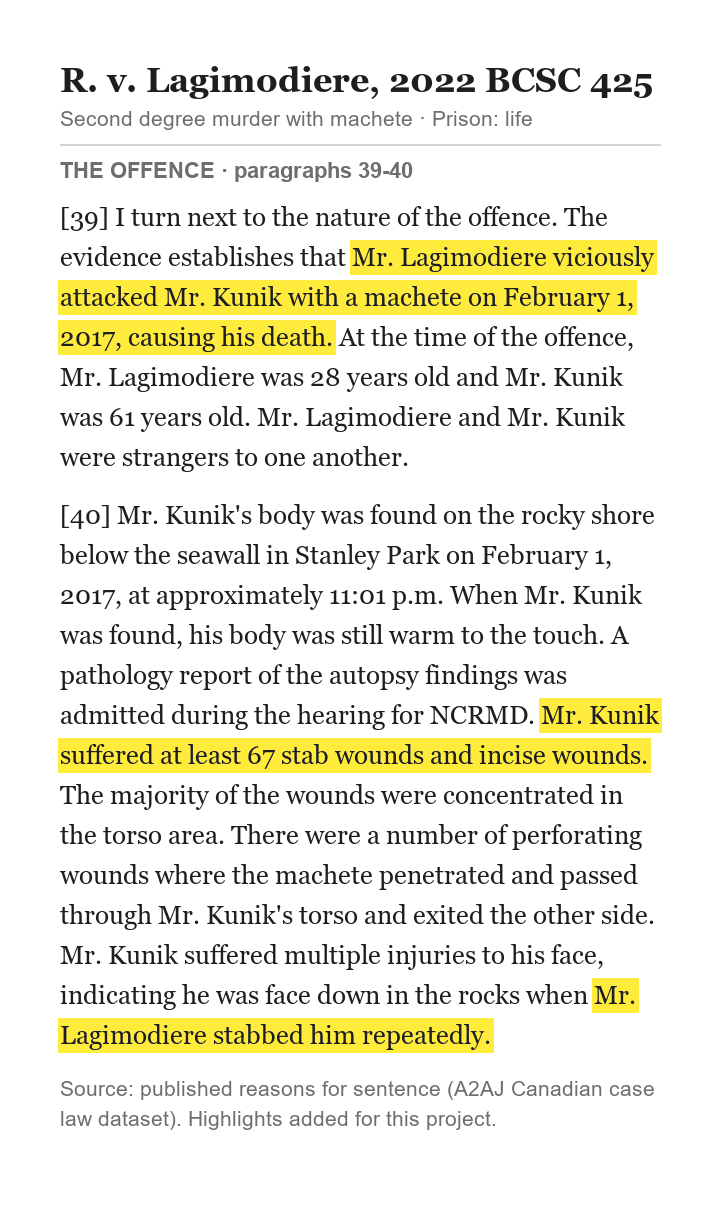 R. v. Lagimodiere, 2022 BCSC 425
Second degree murder with machete · Prison: life
THE OFFENCE · paragraphs 39-40
[39] I turn next to the nature of the offence. The
evidence establishes that Mr. Lagimodiere viciously
attacked Mr. Kunik with a machete on February 1,
2017, causing his death. At the time of the offence,
Mr. Lagimodiere was 28 years old and Mr. Kunik
was 61 years old. Mr. Lagimodiere and Mr. Kunik
were strangers to one another.
[40] Mr. Kunik's body was found on the rocky shore
below the seawall in Stanley Park on February 1,
2017, at approximately 11:01 p.m. When Mr. Kunik
was found, his body was still warm to the touch. A
pathology report of the autopsy findings was
admitted during the hearing for NCRMD. Mr. Kunik
suffered at least 67 stab wounds and incise wounds.
The majority of the wounds were concentrated in
the torso area. There were a number of perforating
wounds where the machete penetrated and passed
through Mr. Kunik's torso and exited the other side.
Mr. Kunik suffered multiple injuries to his face,
indicating he was face down in the rocks when Mr.
Lagimodiere stabbed him repeatedly.
Source: published reasons for sentence (A2AJ Canadian case
law dataset). Highlights added for this project.